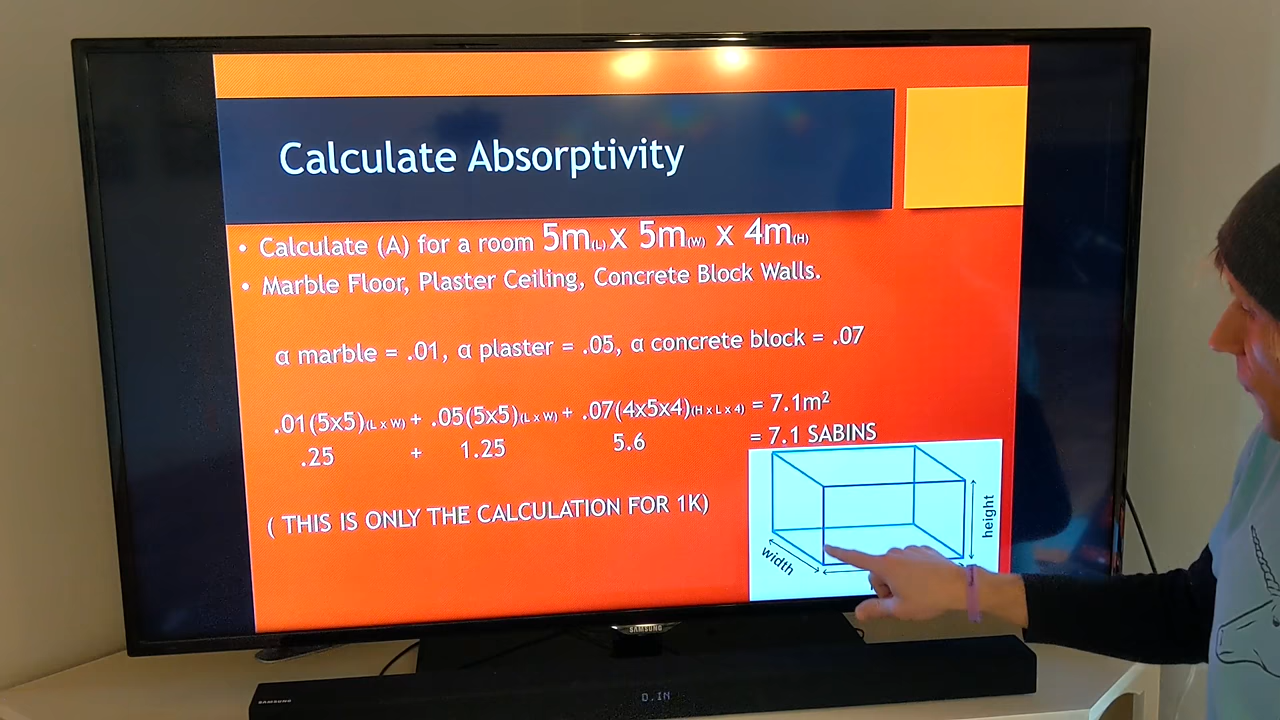 Calculate Absorptivity
• Calculate (A) for a room 5m(L) x 5m(W) x 4m(H)
• Marble Floor, Plaster Ceiling, Concrete Block Walls.
α marble = .01, α plaster = .05, α concrete block = .07
.01(5x5)(L x W) + .05(5x5)(L x W) + .07(4x5x4)(H x L x 4) = 7.1m²
.25 + 1.25 5.6 = 7.1 SABINS
( THIS IS ONLY THE CALCULATION FOR 1K)
width
height
SAMSUNG
SAMSUNG
D.IN